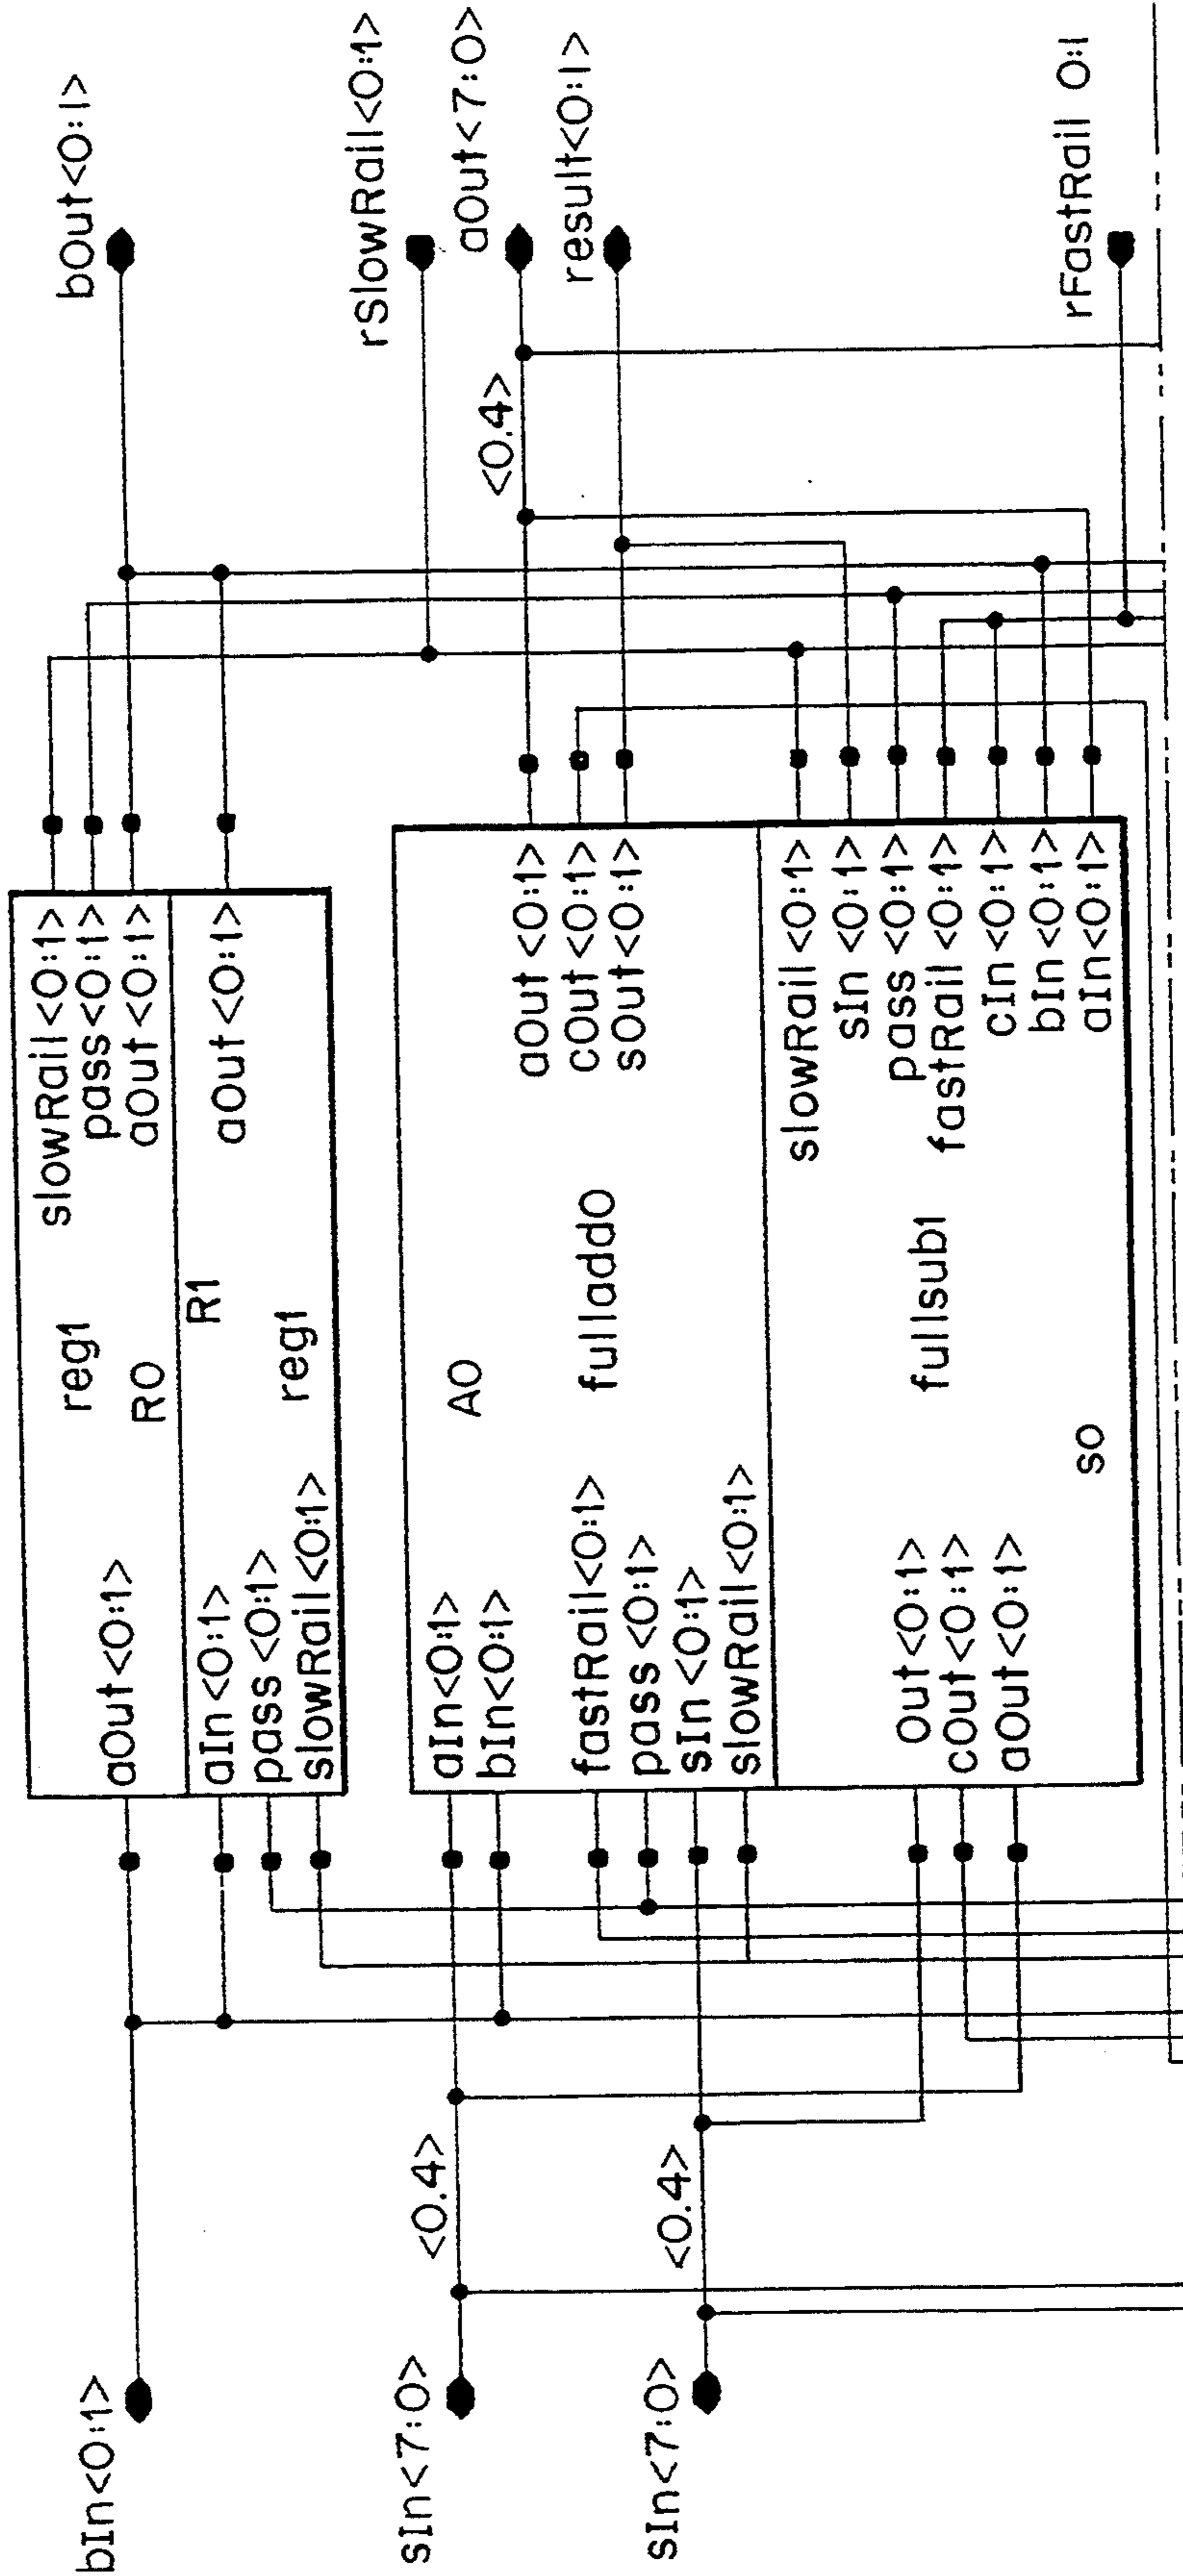 bIn<0:1>
sIn<7:0>
sIn<7:0>
<0.4>
<0.4>
aOut<0:1>
reg1
R0
slowRail<0:1>
pass<0:1>
aOut<0:1>
aIn<0:1>
pass<0:1>
slowRail<0:1>
R1
reg1
aOut<0:1>
aIn<0:1>
bIn<0:1>
fastRail<0:1>
pass<0:1>
sIn<0:1>
slowRail<0:1>
A0
fulladd0
aOut<0:1>
cOut<0:1>
sOut<0:1>
Out<0:1>
cOut<0:1>
aOut<0:1>
fullsub1
s0
slowRail<0:1>
sIn<0:1>
pass<0:1>
fastRail<0:1>
cIn<0:1>
bIn<0:1>
aIn<0:1>
<0.4>
bOut<0:1>
rSlowRail<0:1>
aOut<7:0>
result<0:1>
rFastRail 0:1